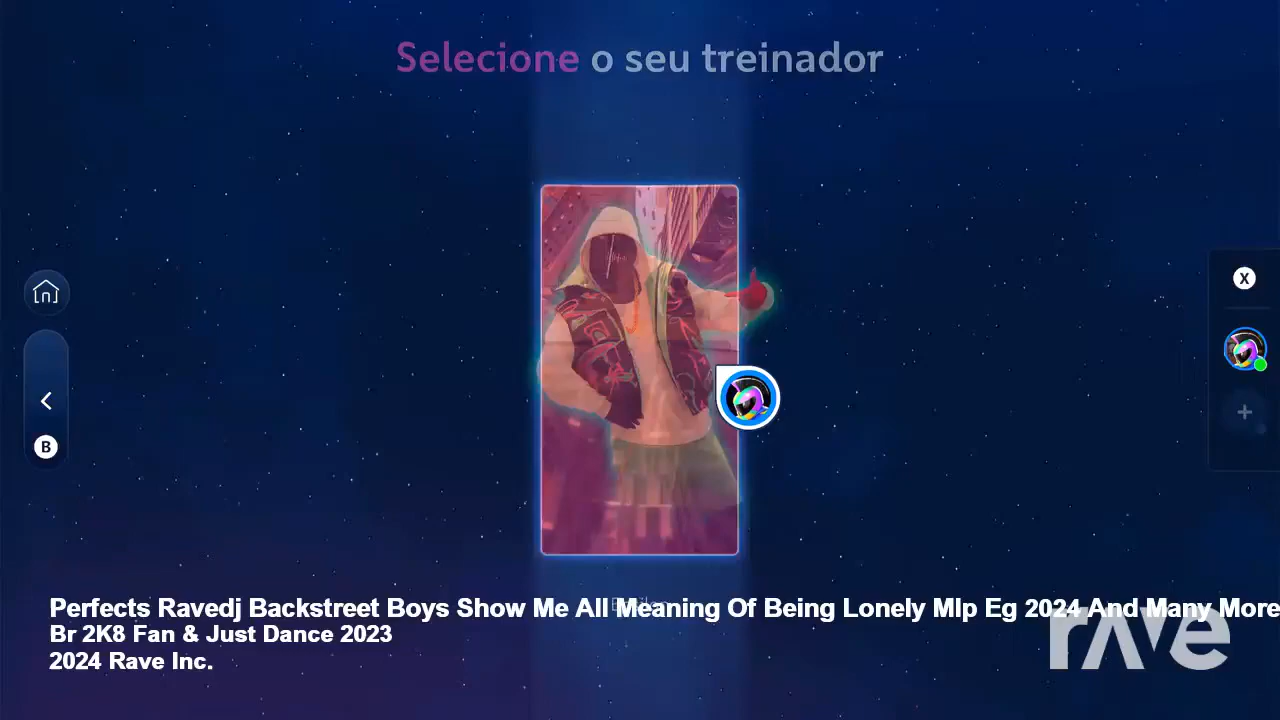 Selecione o seu treinador
X
B
Perfects Ravedj Backstreet Boys Show Me All Meaning Of Being Lonely Mlp Eg 2024 And Many More
Br 2K8 Fan & Just Dance 2023
2024 Rave Inc.
rave